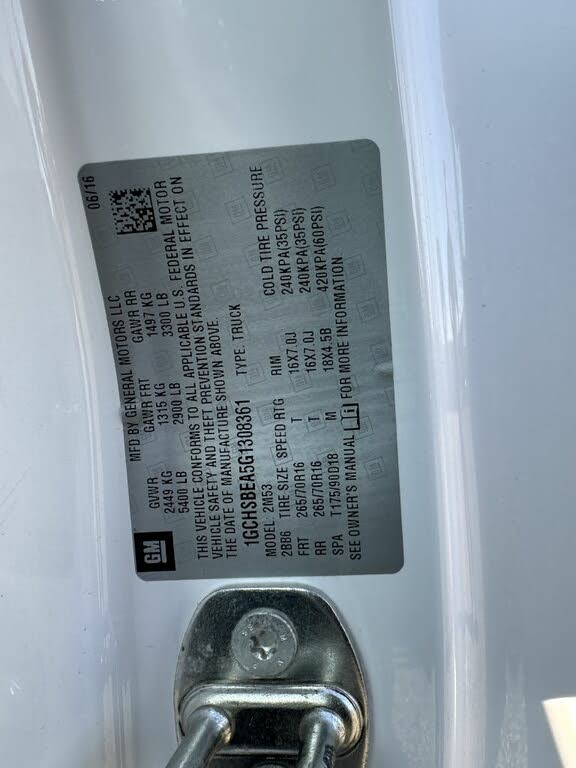 MFD BY GENERAL MOTORS LLC 06/16
GVWR GAWR FRT GAWR RR
2449 KG 1315 KG 1497 KG
5400 LB 2900 LB 3300 LB
THIS VEHICLE CONFORMS TO ALL APPLICABLE U.S. FEDERAL MOTOR
VEHICLE SAFETY AND THEFT PREVENTION STANDARDS IN EFFECT ON
THE DATE OF MANUFACTURE SHOWN ABOVE.
1GCHSBEA5G1308361 TYPE: TRUCK
MODEL: 2M53
2BB6 TIRE SIZE SPEED RTG RIM COLD TIRE PRESSURE
FRT 265/70R16 T 16X7.0J 240KPA(35PSI)
RR 265/70R16 T 16X7.0J 240KPA(35PSI)
SPA T175/90D18 M 18X4.5B 420KPA(60PSI)
SEE OWNER'S MANUAL FOR MORE INFORMATION
GM